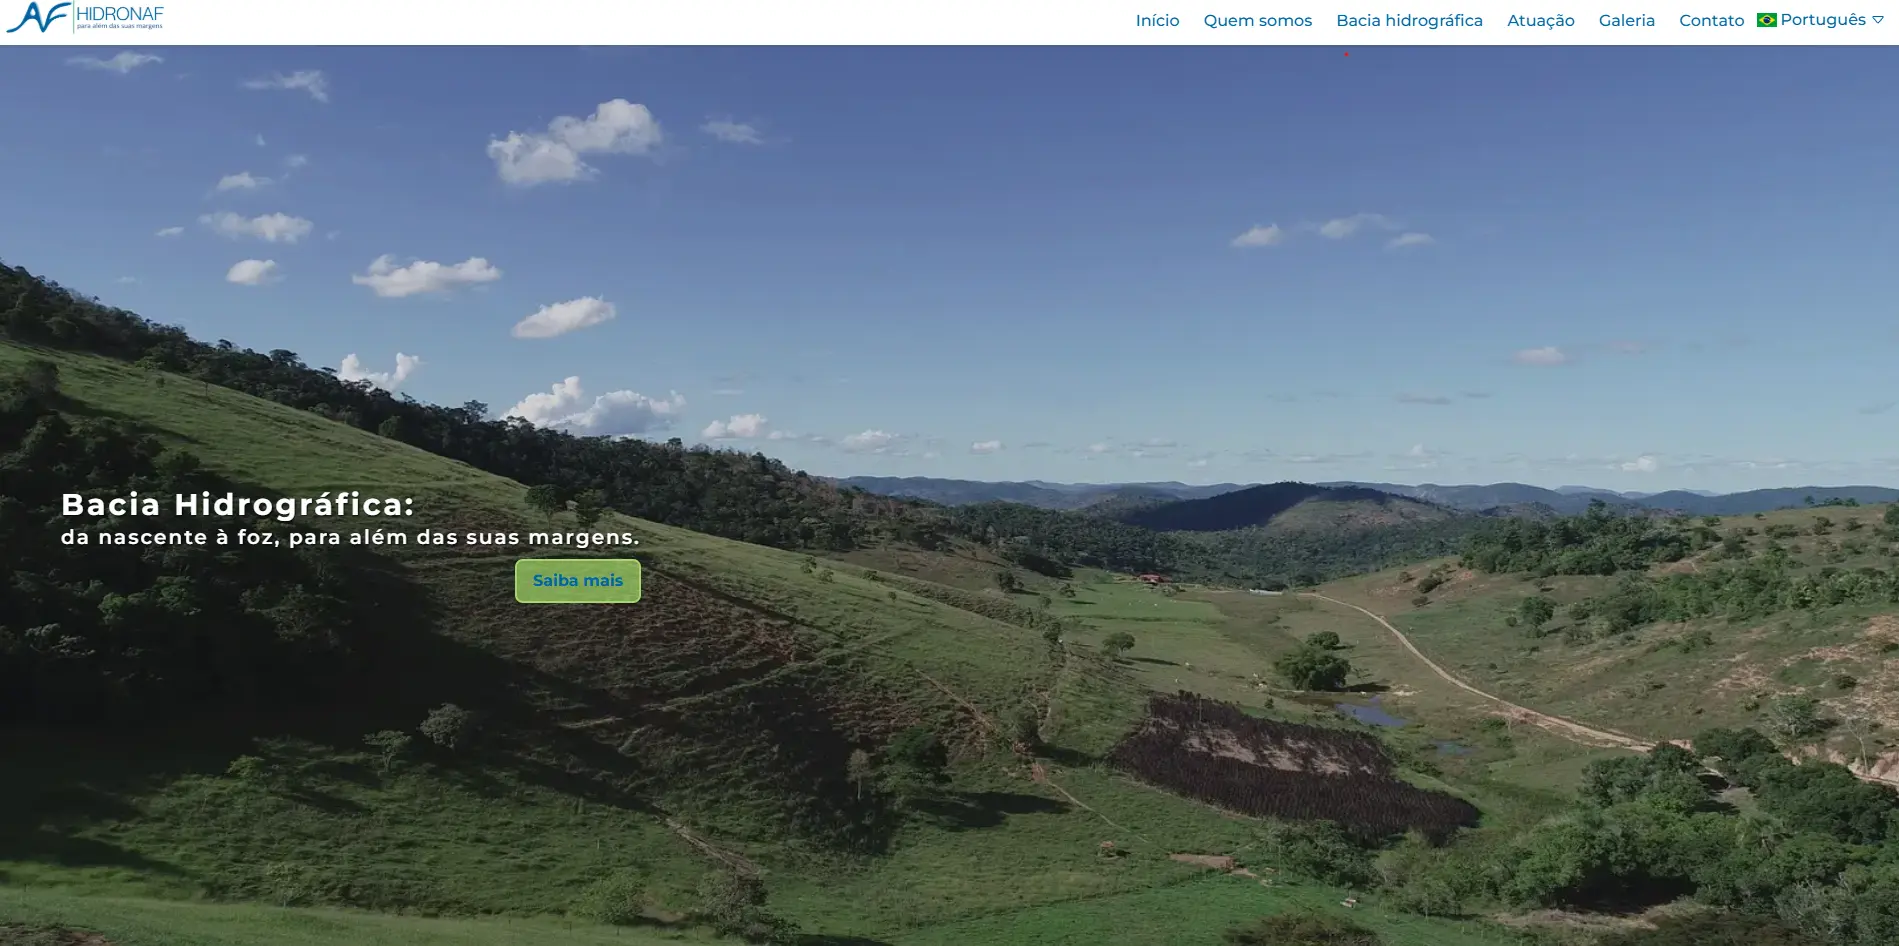 HIDRONAF
para além das suas margens
Início Quem somos Bacia hidrográfica Atuação Galeria Contato Português
Bacia Hidrográfica:
da nascente à foz, para além das suas margens.
Saiba mais